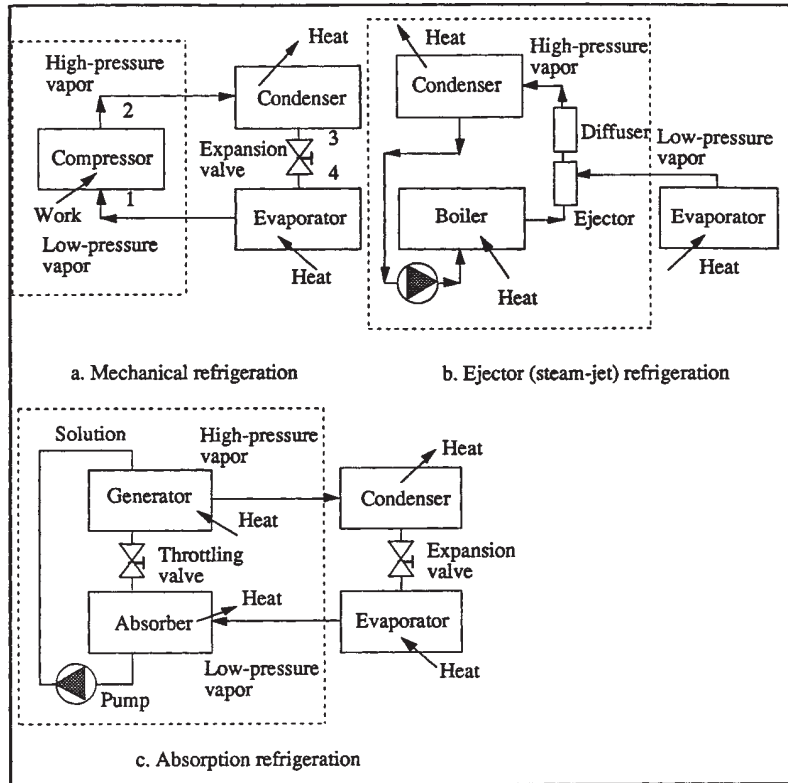 Heat
High-pressure
vapor
2
Condenser
3
Compressor
Expansion
valve
4
1
Work
Evaporator
Low-pressure
vapor
Heat
a. Mechanical refrigeration
Heat
High-pressure
vapor
Condenser
Diffuser
Low-pressure
vapor
Boiler
Ejector
Evaporator
Heat
Heat
b. Ejector (steam-jet) refrigeration
Solution
High-pressure
vapor
Heat
Generator
Condenser
Heat
Throttling
valve
Expansion
valve
Heat
Absorber
Evaporator
Low-pressure
vapor
Heat
Pump
c. Absorption refrigeration